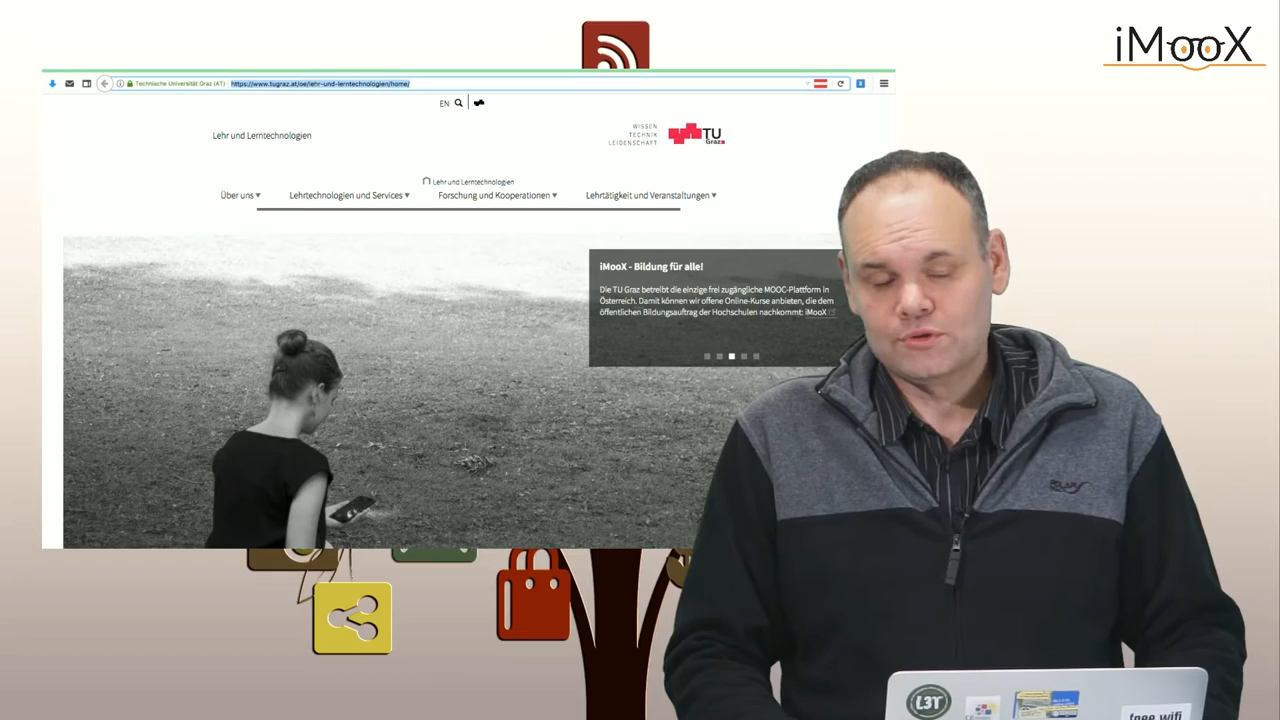 iMooX
Technische Universität Graz (AT)
https://www.tugraz.at/oe/lehr-und-lerntechnologien/home/
EN
Lehr und Lerntechnologien
WISSEN
TECHNIK
LEIDENSCHAFT
TU
Graz
Lehr und Lerntechnologien
Über uns
Lehrtechnologien und Services
Forschung und Kooperationen
Lehrtätigkeit und Veranstaltungen
iMooX - Bildung für alle!
Die TU Graz betreibt die einzige frei zugängliche MOOC-Plattform in
Österreich. Damit können wir offene Online-Kurse anbieten, die dem
öffentlichen Bildungsauftrag der Hochschulen nachkommt: iMooX
L3T
free wifi